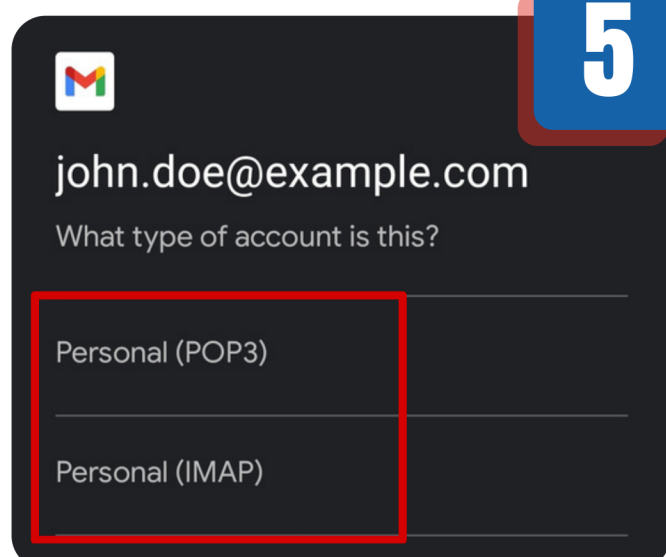 5
john.doe@example.com
What type of account is this?
Personal (POP3)
Personal (IMAP)